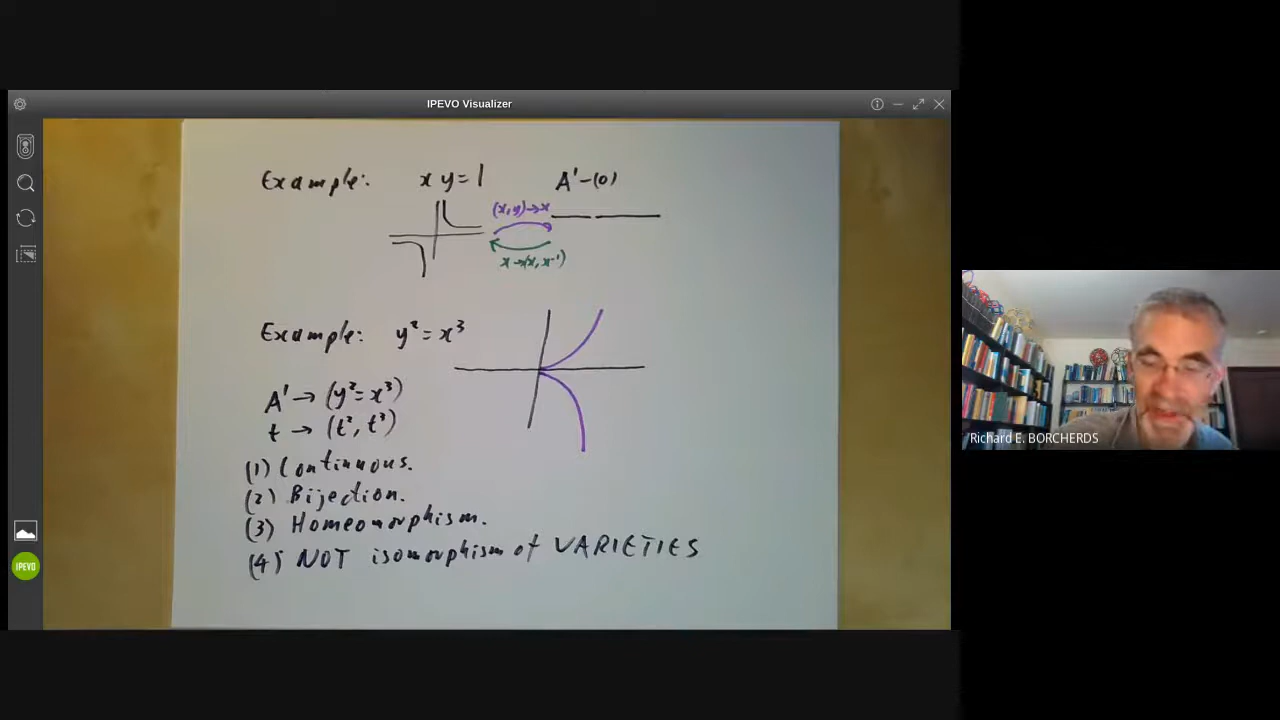 IPEVO Visualizer
Example: xy=1 A¹-(0)
(x,y)→x
x→(x,x⁻¹)
Example: y²=x³
A¹→(y²=x³)
t→(t²,t³)
(1) Continuous.
(2) Bijection.
(3) Homeomorphism.
(4) NOT isomorphism of VARIETIES
IPEVO
Richard E. BORCHERDS